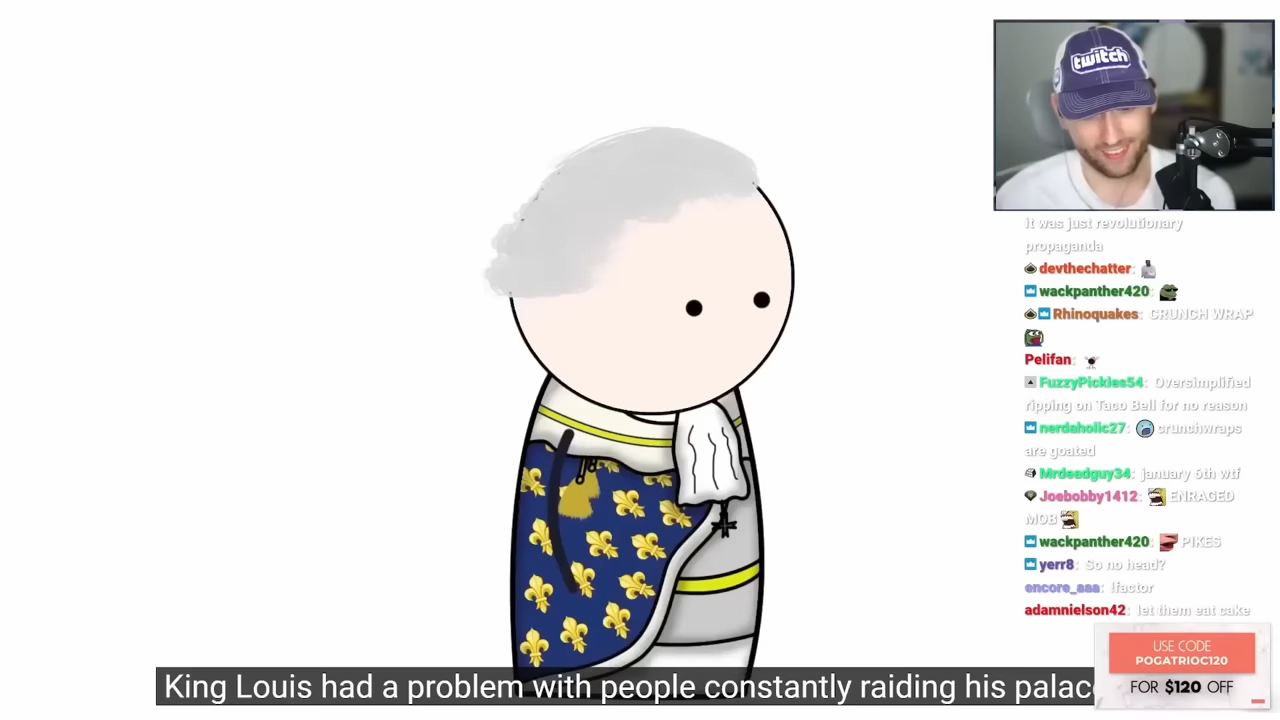 twitch
it was just revolutionary
propaganda
devthechatter:
wackpanther420:
Rhinoquakes: CRUNCH WRAP
Pelifan:
FuzzyPickles54: Oversimplified
ripping on Taco Bell for no reason
nerdaholic27: crunchwraps
are goated
Mrdeadguy34: january 6th wtf
Joebobby1412: ENRAGED
MOB
wackpanther420: PIKES
yerr8: So no head?
encore_aaa: !factor
adamnielson42: let them eat cake
USE CODE
POGATRIOC120
FOR $120 OFF
King Louis had a problem with people constantly raiding his palace